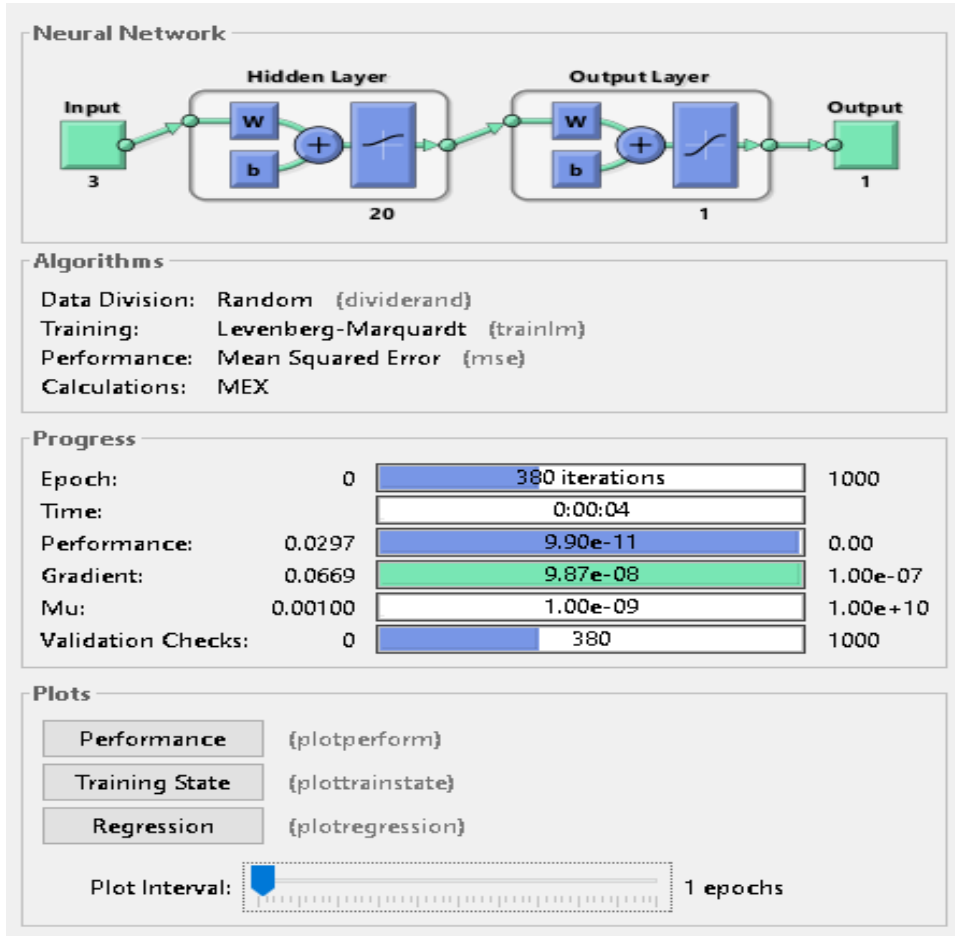 Neural Network
Hidden Layer
Output Layer
Input
W
b
+
3
20
W
b
+
1
Output
1
Algorithms
Data Division: Random (dividerand)
Training: Levenberg-Marquardt (trainlm)
Performance: Mean Squared Error (mse)
Calculations: MEX
Progress
Epoch: 0 380 iterations 1000
Time: 0:00:04
Performance: 0.0297 9.90e-11 0.00
Gradient: 0.0669 9.87e-08 1.00e-07
Mu: 0.00100 1.00e-09 1.00e+10
Validation Checks: 0 380 1000
Plots
Performance (plotperform)
Training State (plottrainstate)
Regression (plotregression)
Plot Interval: 1 epochs